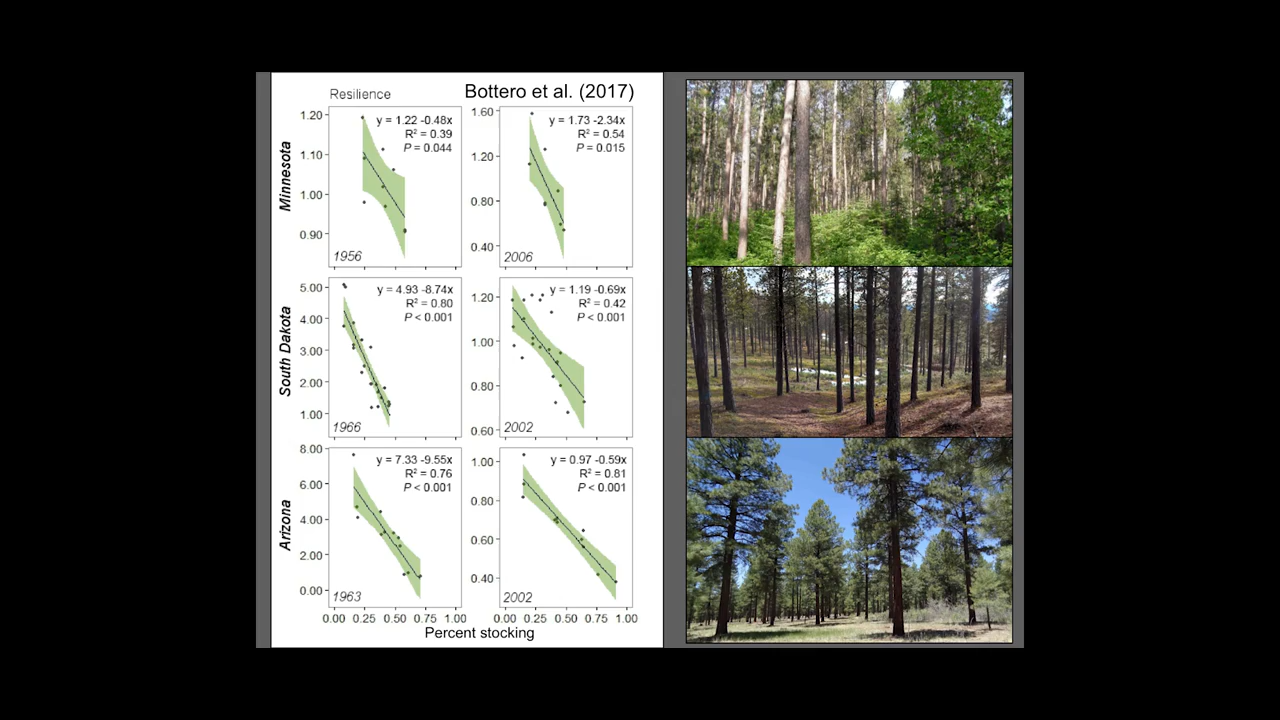 Resilience
Bottero et al. (2017)
Minnesota
1.20
1.10
1.00
0.90
y = 1.22 -0.48x
R² = 0.39
P = 0.044
1956
1.60
1.20
0.80
0.40
y = 1.73 -2.34x
R² = 0.54
P = 0.015
2006
South Dakota
5.00
4.00
3.00
2.00
1.00
y = 4.93 -8.74x
R² = 0.80
P < 0.001
1966
1.20
1.00
0.80
0.60
y = 1.19 -0.69x
R² = 0.42
P < 0.001
2002
Arizona
8.00
6.00
4.00
2.00
0.00
y = 7.33 -9.55x
R² = 0.76
P < 0.001
1963
1.00
0.80
0.60
0.40
y = 0.97 -0.59x
R² = 0.81
P < 0.001
2002
0.00 0.25 0.50 0.75 1.00
0.00 0.25 0.50 0.75 1.00
Percent stocking